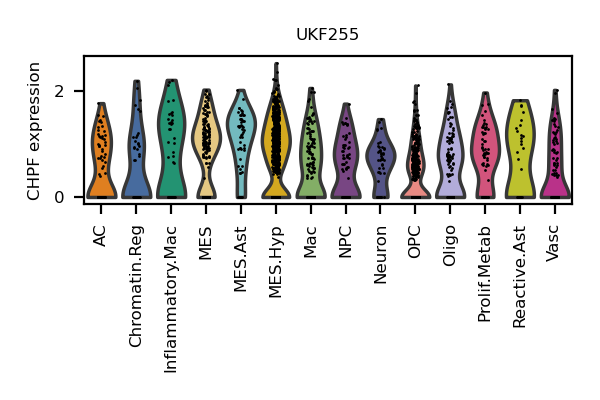 UKF255
CHPF expression
2
0
AC
Chromatin.Reg
Inflammatory.Mac
MES
MES.Ast
MES.Hyp
Mac
NPC
Neuron
OPC
Oligo
Prolif.Metab
Reactive.Ast
Vasc